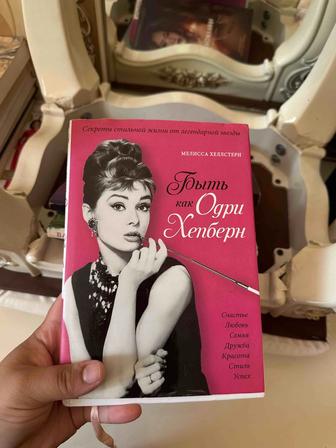 Секреты стильной жизни от легендарной звезды
МЕЛИССА ХЕЛЛСТЕРН
Быть
как
Одри
Хепберн
Счастье
Любовь
Семья
Дружба
Красота
Стиль
Успех